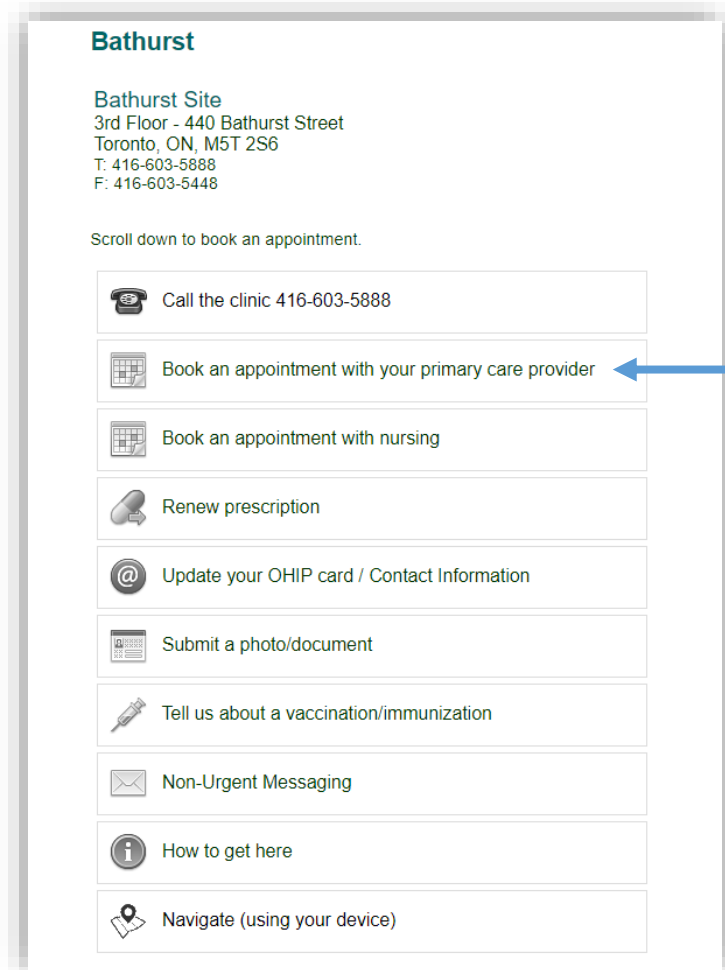 Bathurst
Bathurst Site
3rd Floor - 440 Bathurst Street
Toronto, ON, M5T 2S6
T: 416-603-5888
F: 416-603-5448
Scroll down to book an appointment.
Call the clinic 416-603-5888
Book an appointment with your primary care provider
Book an appointment with nursing
Renew prescription
@
Update your OHIP card / Contact Information
Submit a photo/document
Tell us about a vaccination/immunization
Non-Urgent Messaging
i
How to get here
Navigate (using your device)